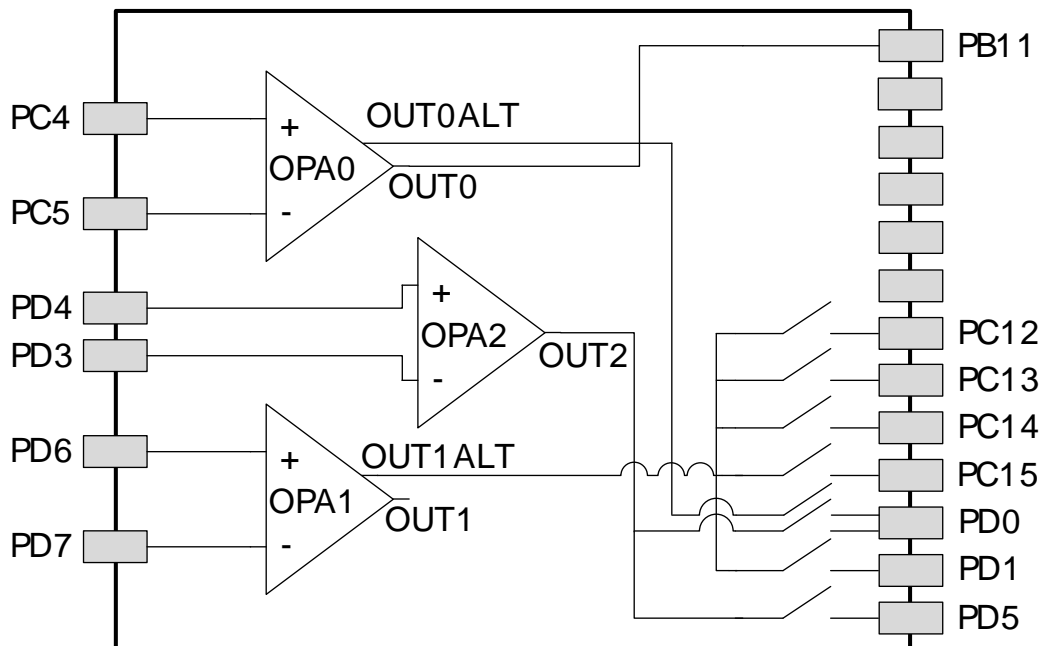 PB11
PC4
OUT0ALT
+
OPA0
OUT0
PC5
-
PD4
+
PC12
OPA2
PD3
OUT2
-
PC13
PC14
PD6
+
OUT1ALT
PC15
OPA1
OUT1
PD0
PD7
-
PD1
PD5